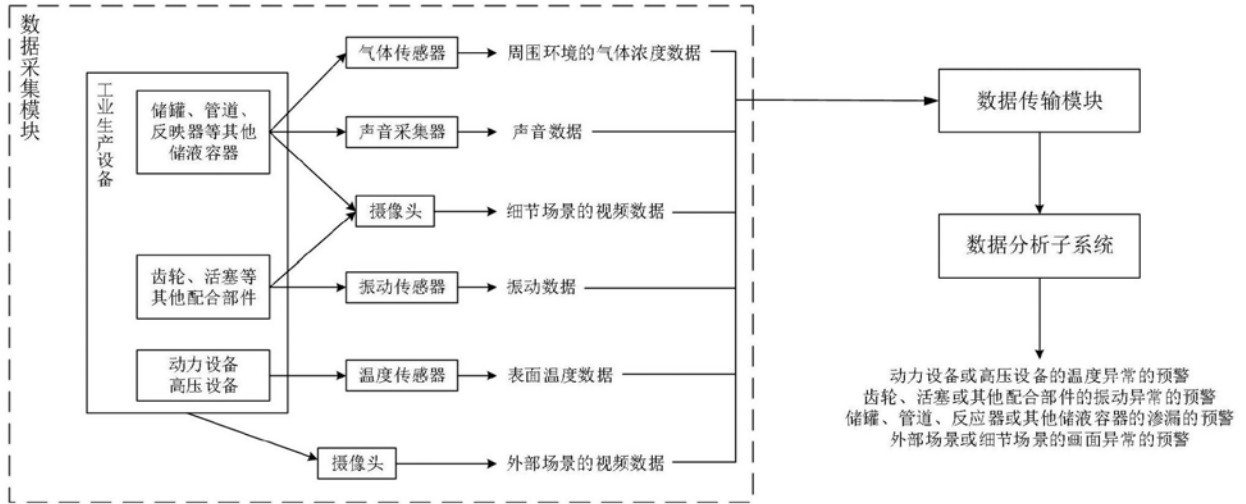 数据采集模块
工业生产设备
储罐、管道、
反映器等其他
储液容器
齿轮、活塞等
其他配合部件
动力设备
高压设备
气体传感器
周围环境的气体浓度数据
声音采集器
声音数据
摄像头
细节场景的视频数据
振动传感器
振动数据
温度传感器
表面温度数据
摄像头
外部场景的视频数据
数据传输模块
数据分析子系统
动力设备或高压设备的温度异常的预警
齿轮、活塞或其他配合部件的振动异常的预警
储罐、管道、反应器或其他储液容器的渗漏的预警
外部场景或细节场景的画面异常的预警